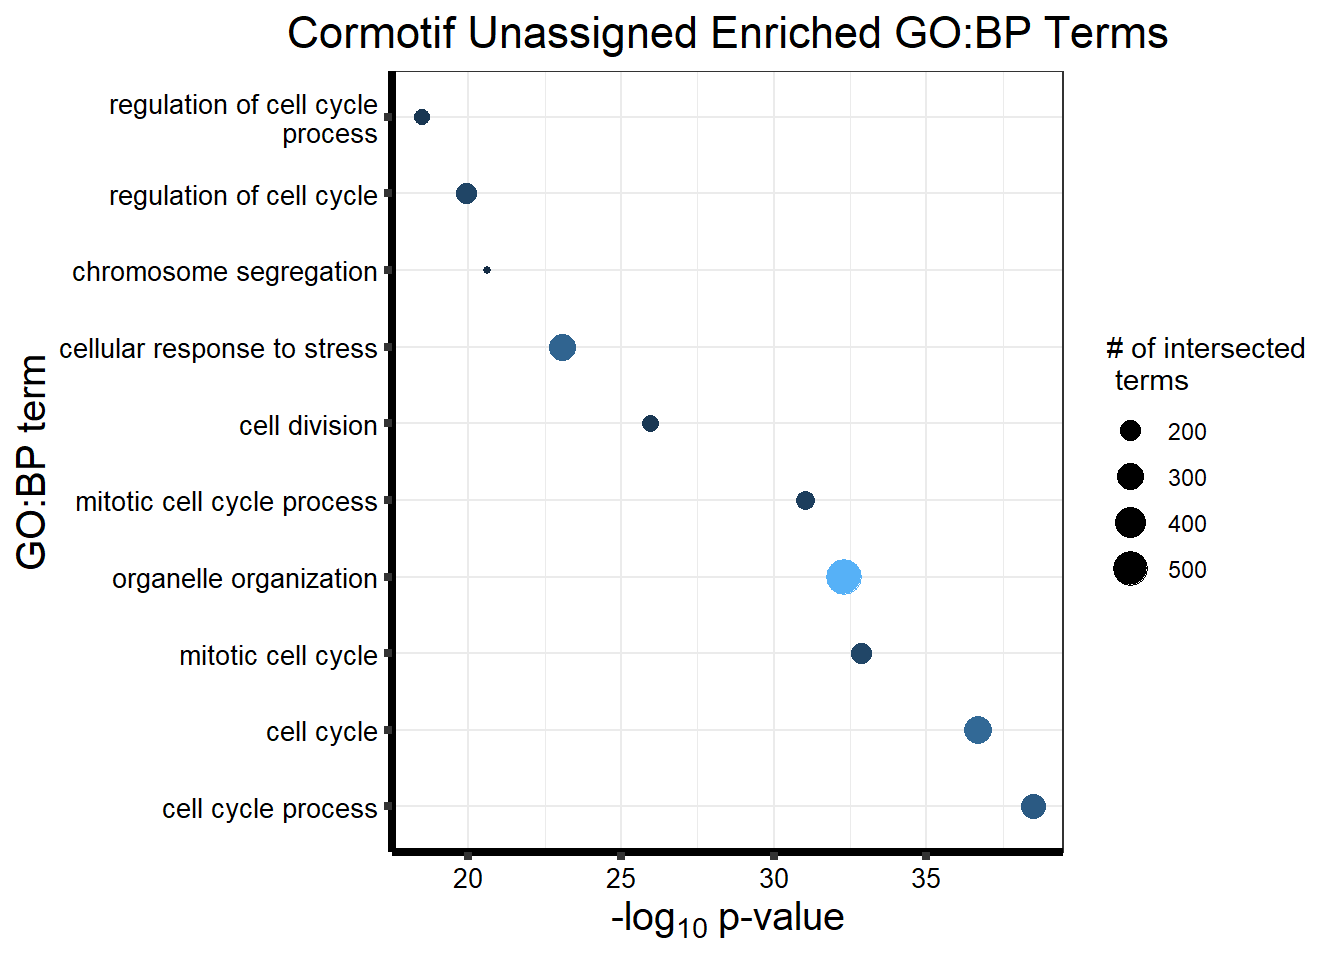 Cormotif Unassigned Enriched GO:BP Terms
GO:BP term
regulation of cell cycle
process
regulation of cell cycle
chromosome segregation
cellular response to stress
cell division
mitotic cell cycle process
organelle organization
mitotic cell cycle
cell cycle
cell cycle process
20 25 30 35
-log10 p-value
# of intersected
terms
200
300
400
500